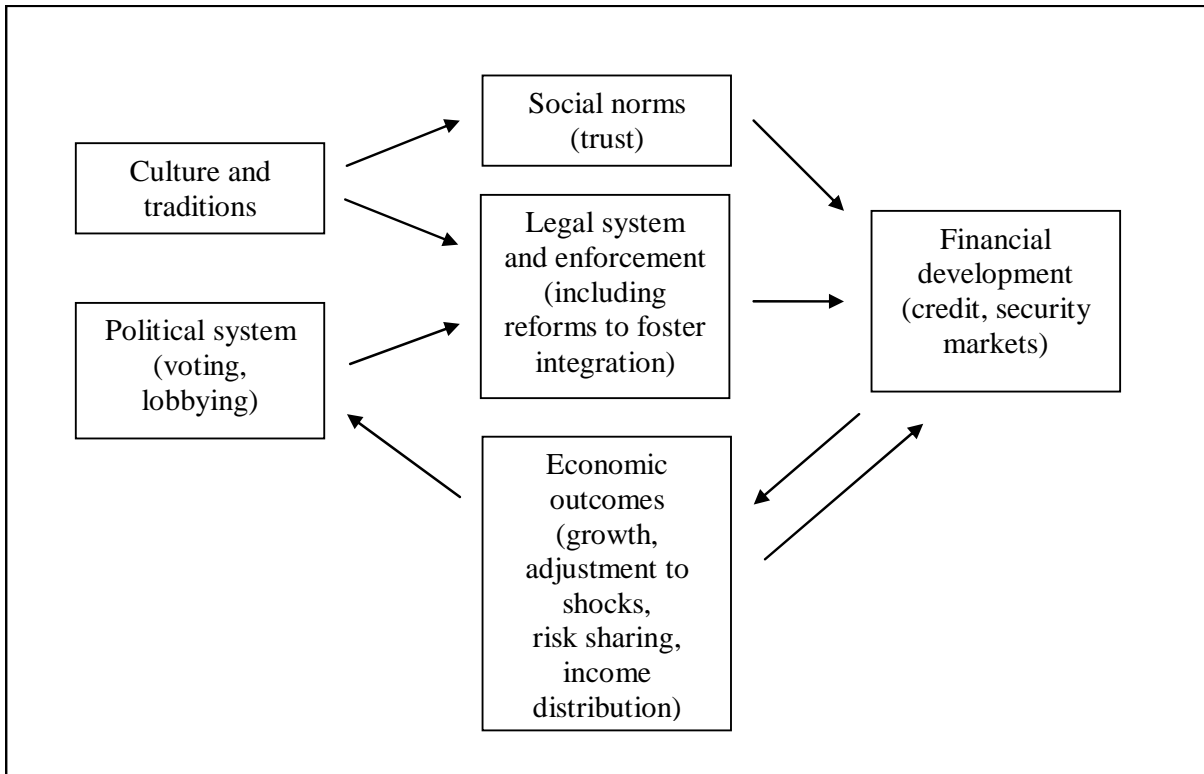 Culture and
traditions
Political system
(voting,
lobbying)
Social norms
(trust)
Legal system
and enforcement
(including
reforms to foster
integration)
Economic
outcomes
(growth,
adjustment to
shocks,
risk sharing,
income
distribution)
Financial
development
(credit, security
markets)